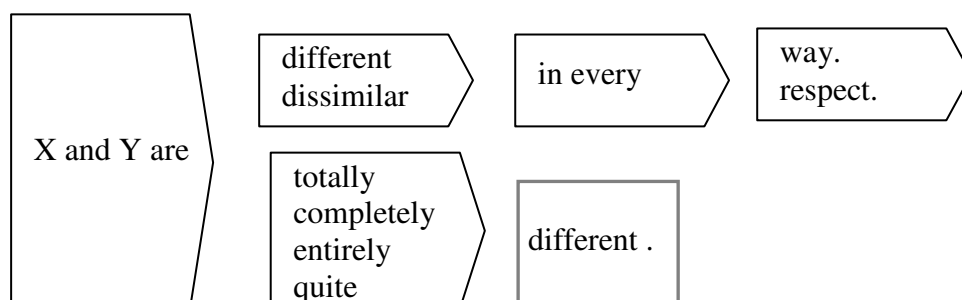 X and Y are
different
dissimilar
in every
way.
respect.
totally
completely
entirely
quite
different .